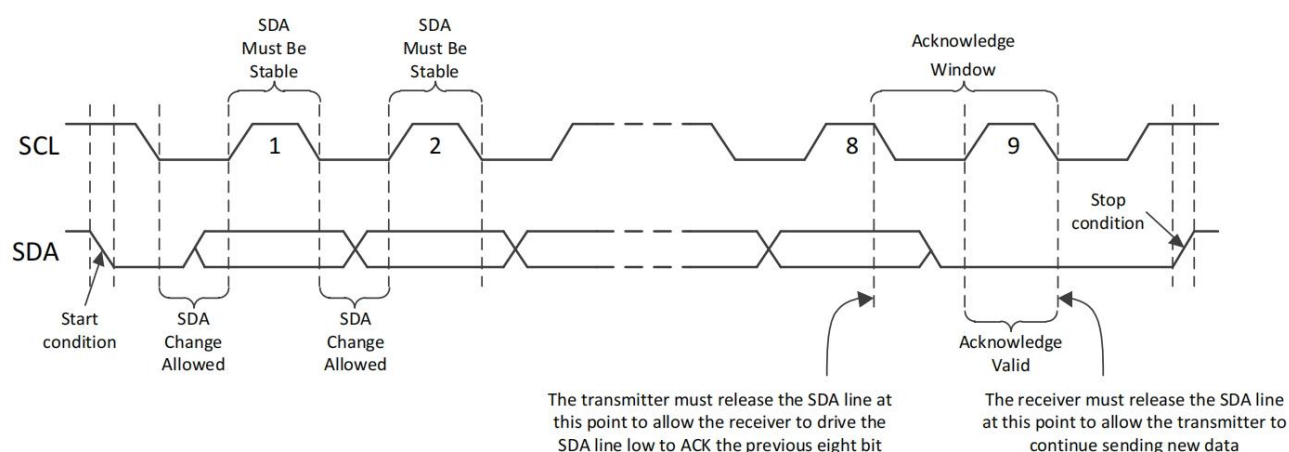 SDA
Must Be
Stable
SDA
Must Be
Stable
Acknowledge
Window
SCL
1
2
8
9
SDA
Stop
condition
Start
condition
SDA
Change
Allowed
SDA
Change
Allowed
Acknowledge
Valid
The transmitter must release the SDA line at
this point to allow the receiver to drive the
SDA line low to ACK the previous eight bit
The receiver must release the SDA line
at this point to allow the transmitter to
continue sending new data